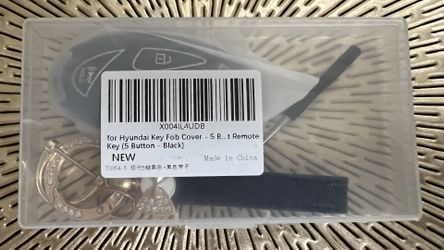 X004IL4UDB
for Hyundai Key Fob Cover - 5 B...t Remote
Key (5 Button - Black)
NEW
Made in China